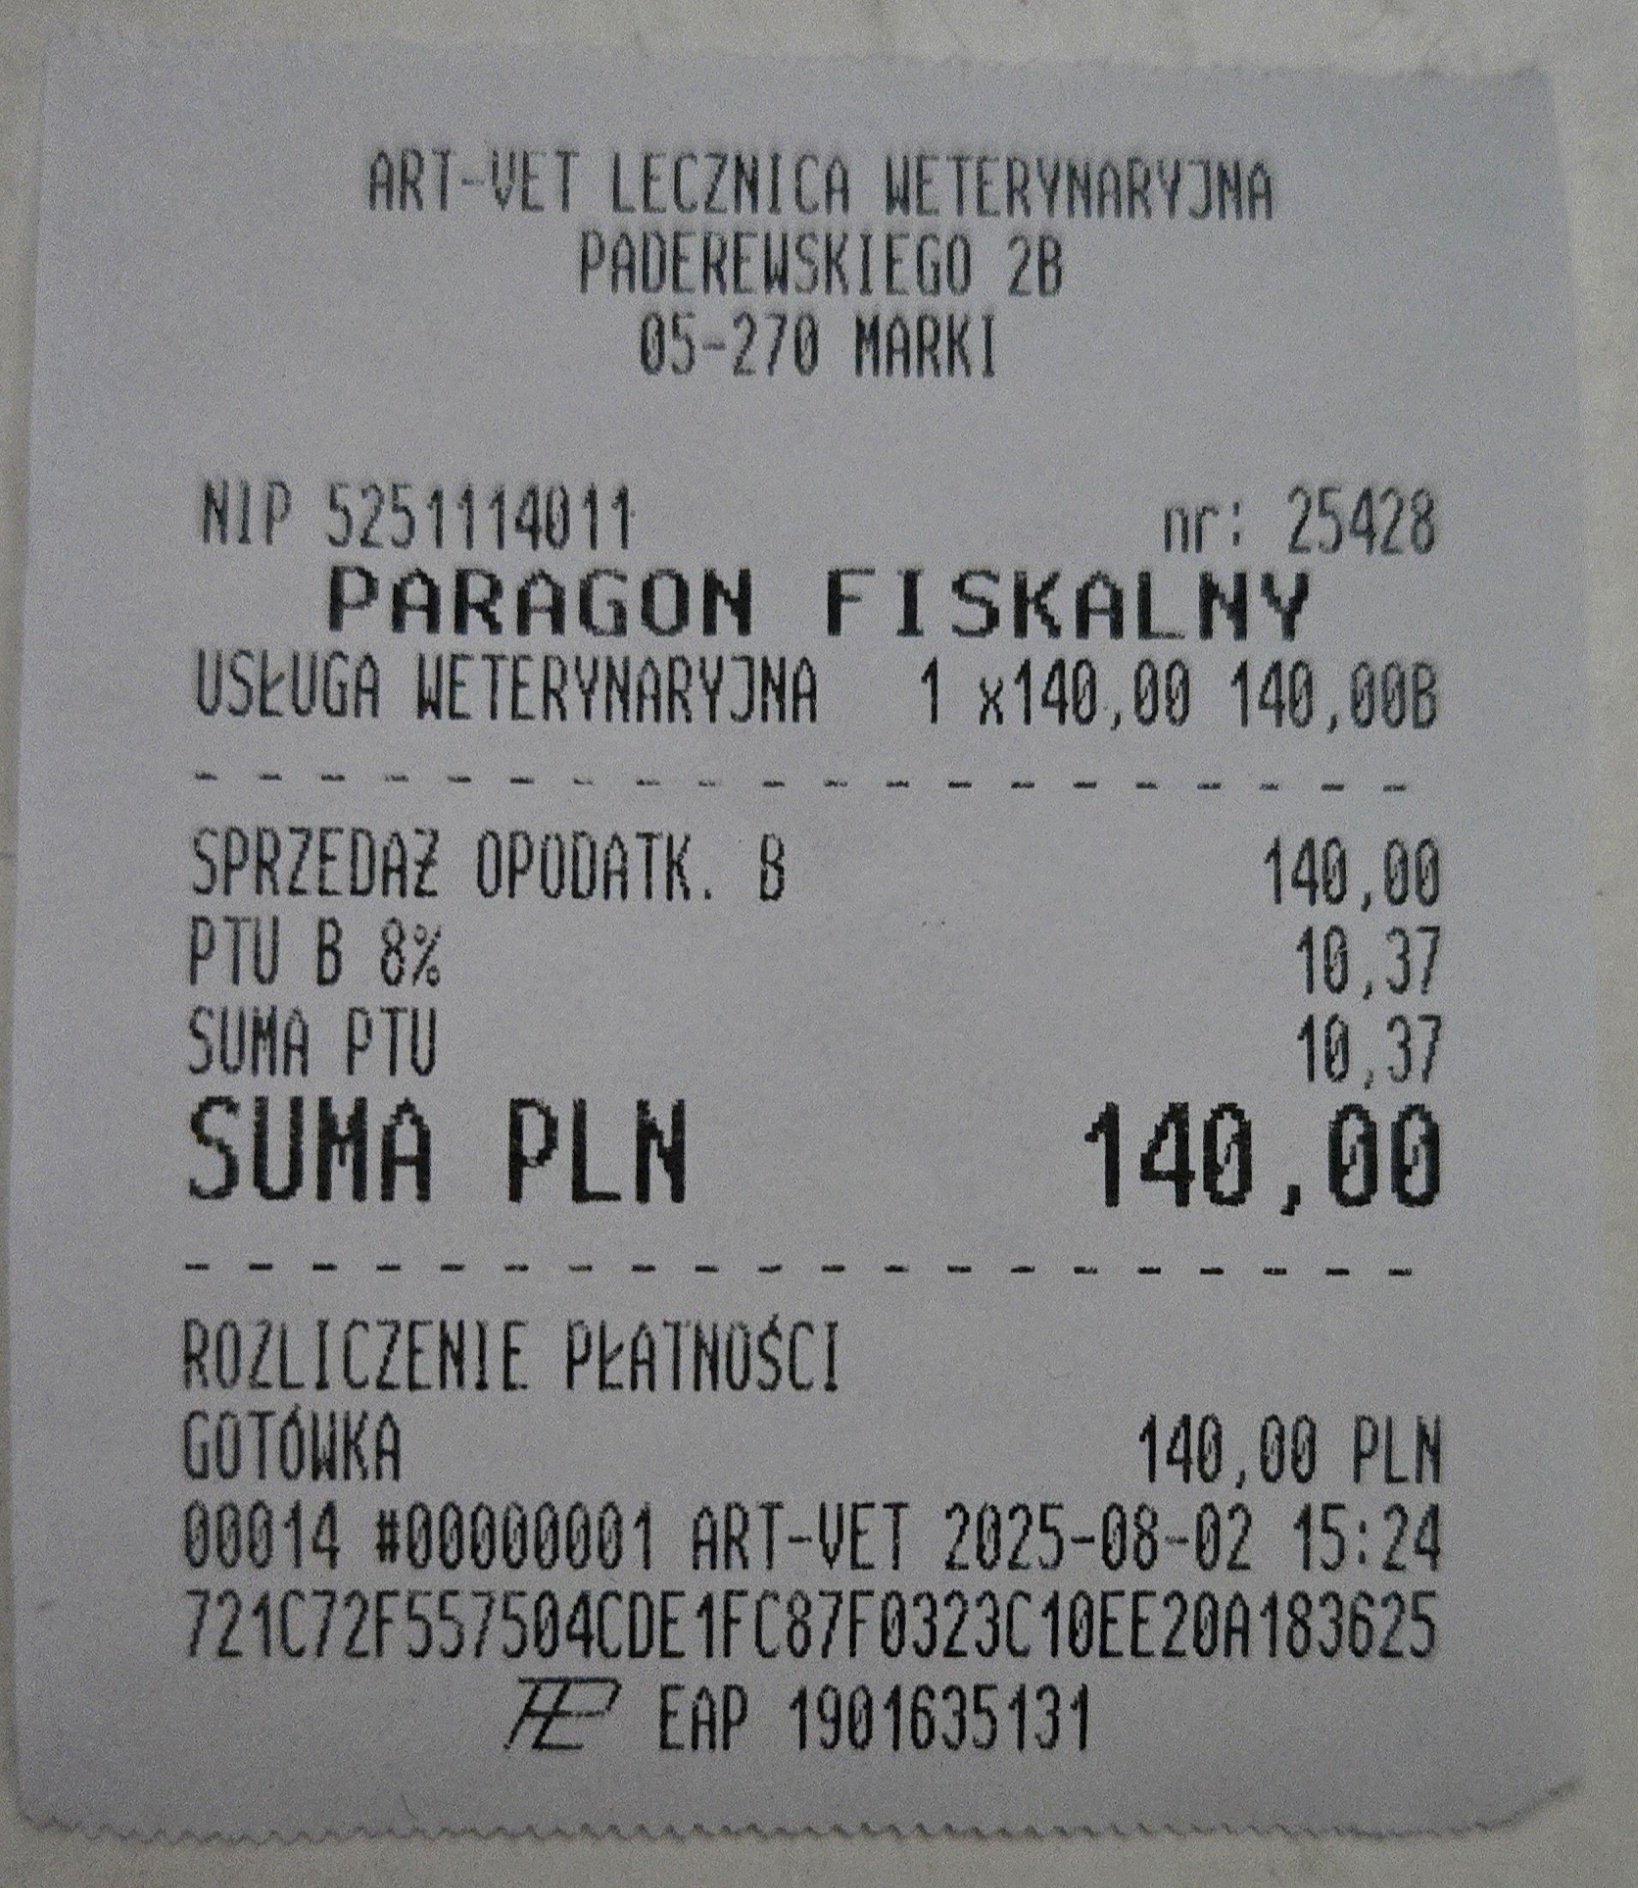 ART-VET LECZNICA WETERYNARYJNA
PADEREWSKIEGO 2B
05-270 MARKI
NIP 5251114011 nr: 25428
PARAGON FISKALNY
USŁUGA WETERYNARYJNA 1 x140,00 140,00B
- - - - - - - - - - - - - - - - - - - -
SPRZEDAŻ OPODATK. B 140,00
PTU B 8% 10,37
SUMA PTU 10,37
SUMA PLN 140,00
- - - - - - - - - - - - - - - - - - - -
ROZLICZENIE PŁATNOŚCI
GOTÓWKA 140,00 PLN
00014 #00000001 ART-VET 2025-08-02 15:24
721C72F557504CDE1FC87F0323C10EE20A183625
EAP 1901635131